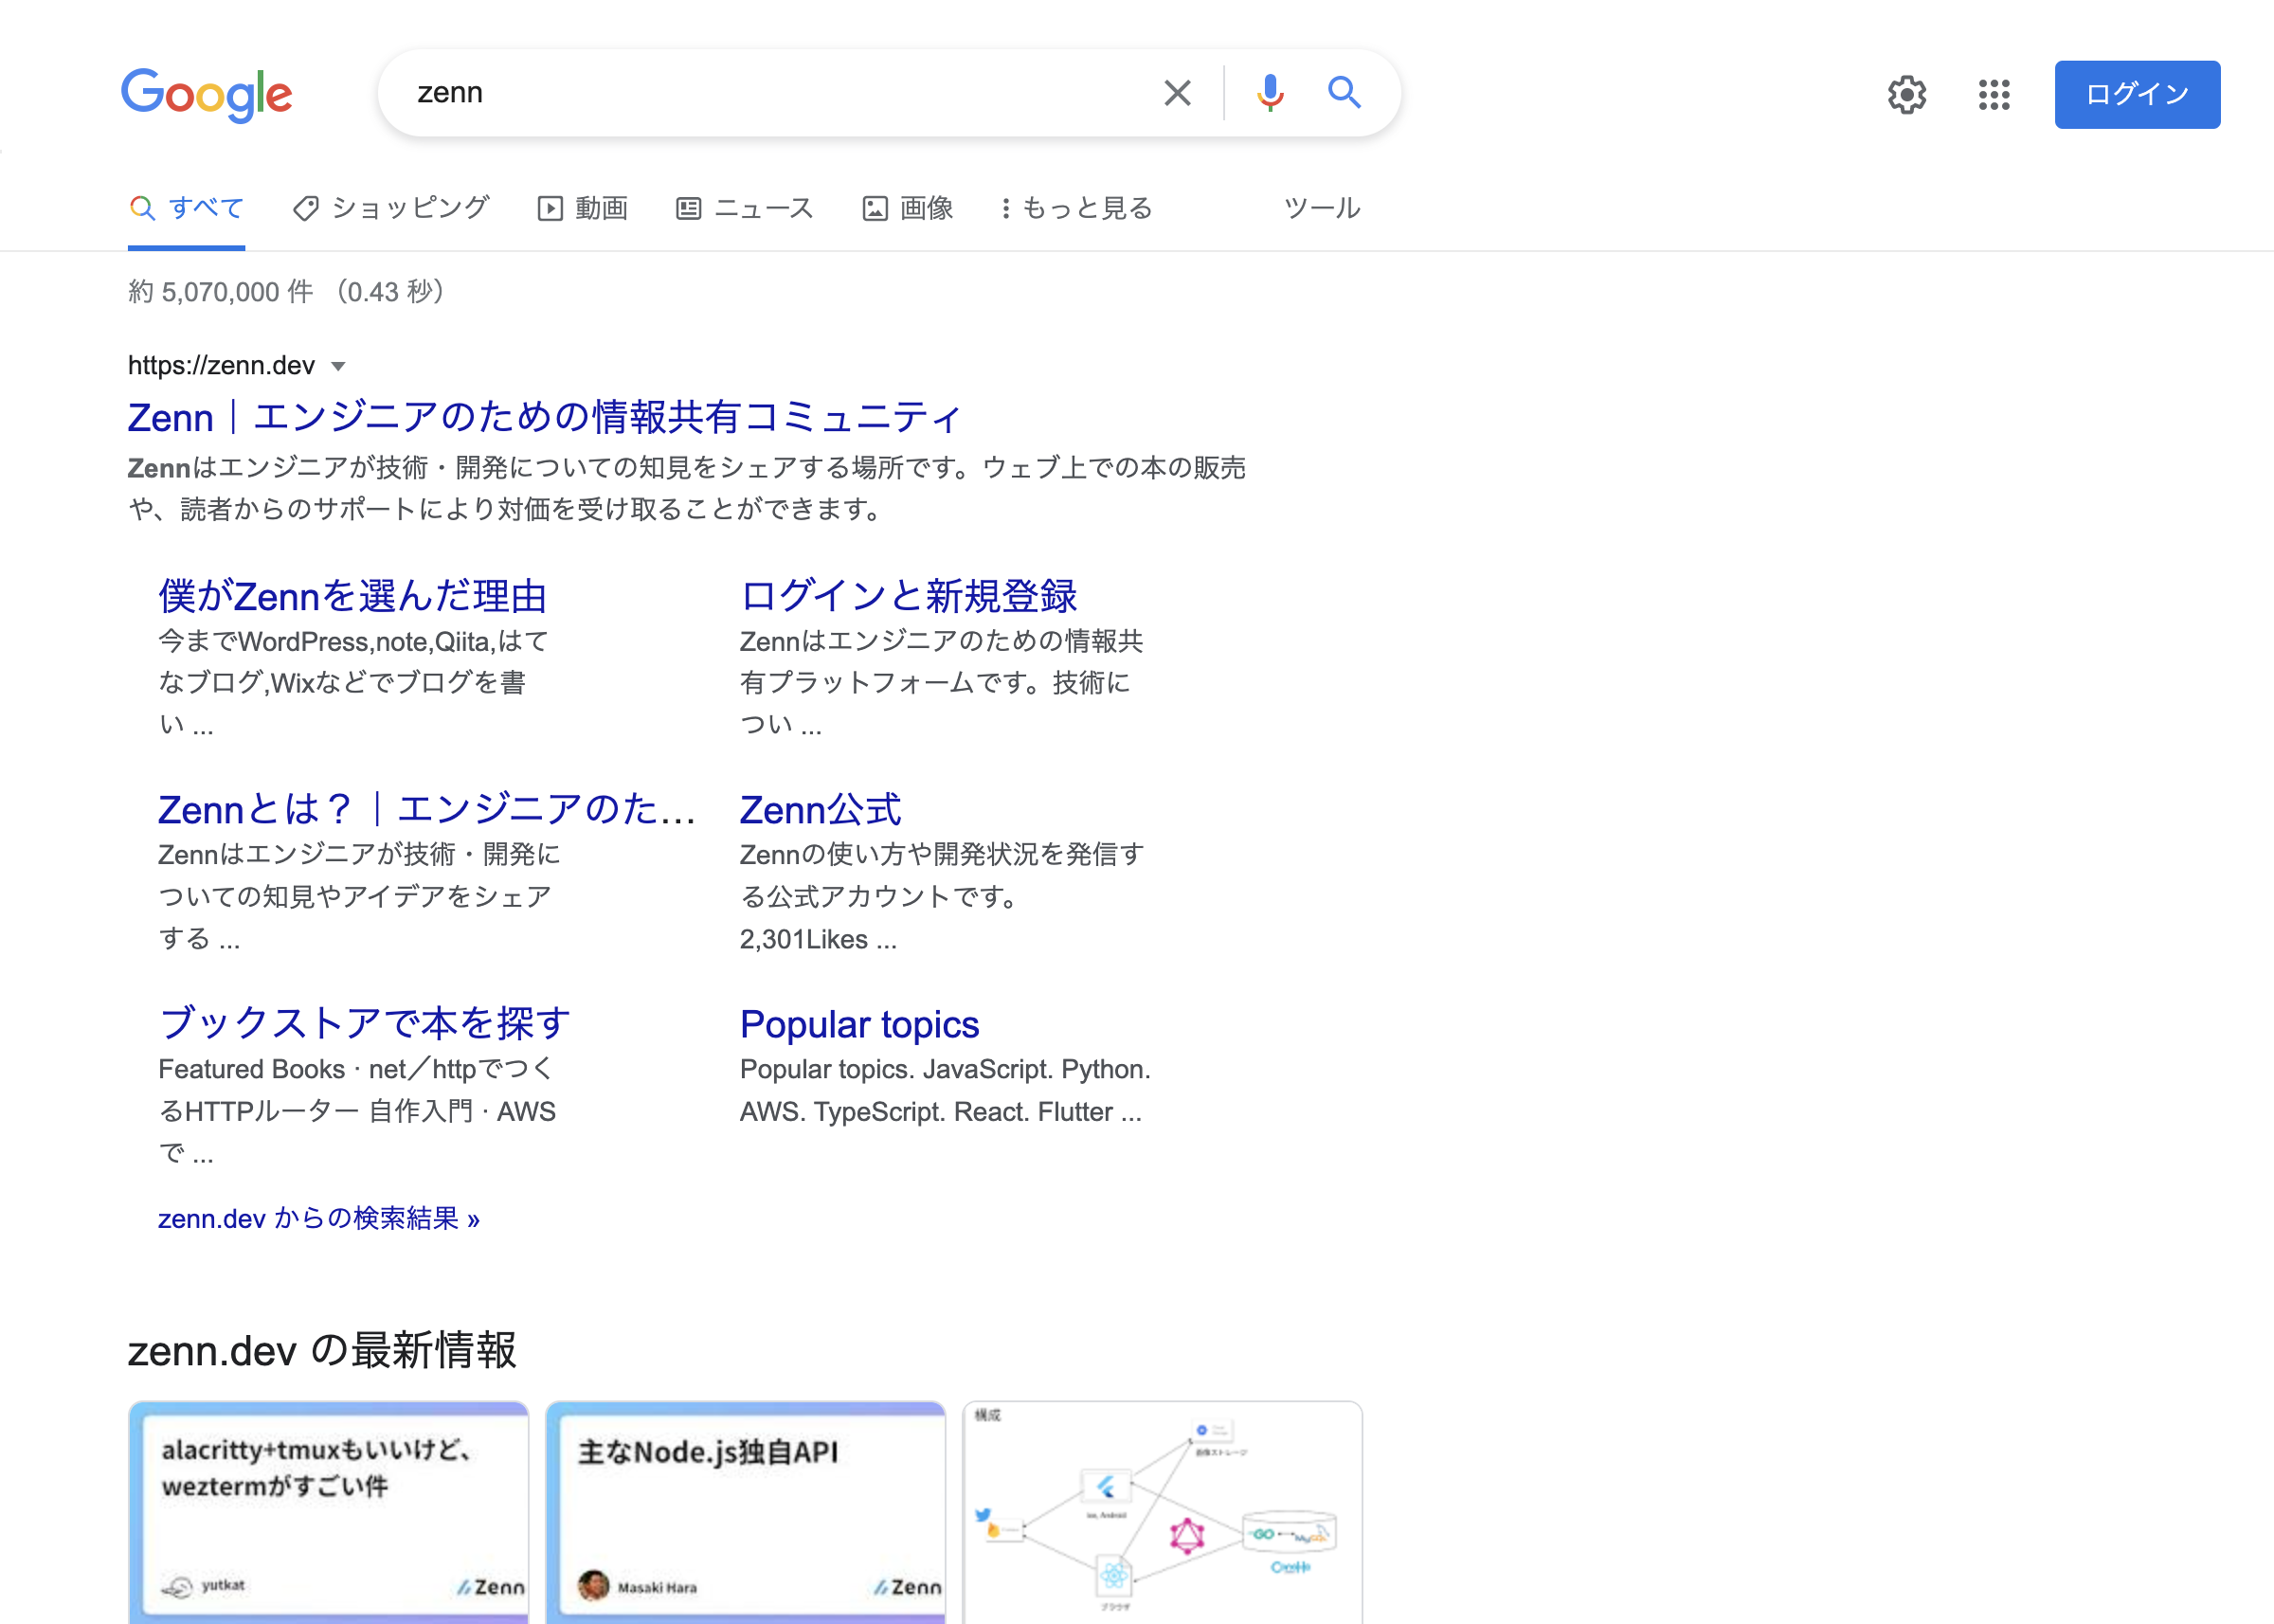 Google
zenn
ログイン
すべて ショッピング 動画 ニュース 画像 もっと見る ツール
約 5,070,000 件 （0.43 秒）
https://zenn.dev
Zenn｜エンジニアのための情報共有コミュニティ
Zennはエンジニアが技術・開発についての知見をシェアする場所です。ウェブ上での本の販売
や、読者からのサポートにより対価を受け取ることができます。
僕がZennを選んだ理由
今までWordPress,note,Qiita,はて
なブログ,Wixなどでブログを書
い ...
ログインと新規登録
Zennはエンジニアのための情報共
有プラットフォームです。技術に
つい ...
Zennとは？｜エンジニアのた...
Zennはエンジニアが技術・開発に
ついての知見やアイデアをシェア
する ...
Zenn公式
Zennの使い方や開発状況を発信す
る公式アカウントです。
2,301Likes ...
ブックストアで本を探す
Featured Books · net／httpでつく
るHTTPルーター 自作入門 · AWS
で ...
Popular topics
Popular topics. JavaScript. Python.
AWS. TypeScript. React. Flutter ...
zenn.dev からの検索結果 »
zenn.dev の最新情報
alacritty+tmuxもいいけど、
weztermがすごい件
yutkat
Zenn
主なNode.js独自API
Masaki Hara
Zenn
構成
画像ストレージ
ios, Android
GO
MySQL
ブラウザ